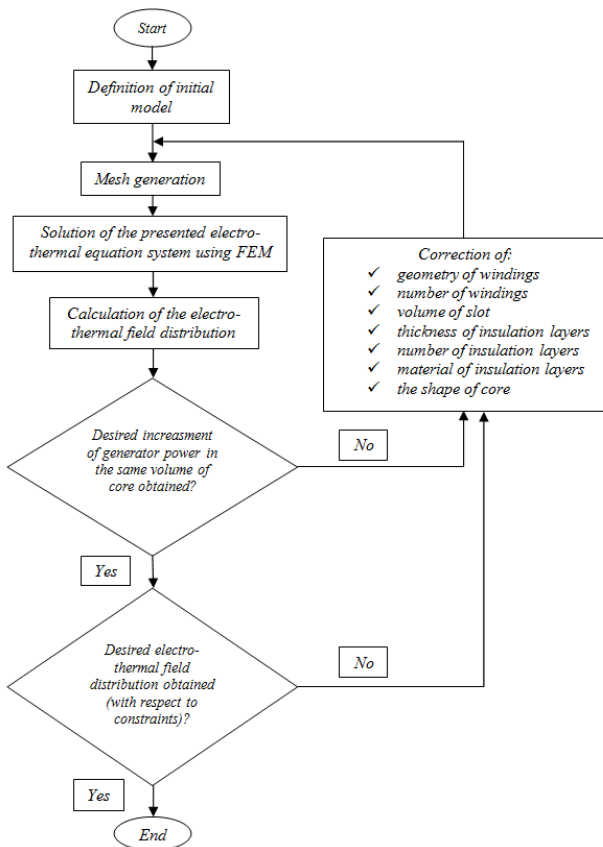 Start
Definition of initial
model
Mesh generation
Solution of the presented electro-
thermal equation system using FEM
Calculation of the electro-
thermal field distribution
Correction of:
✓ geometry of windings
✓ number of windings
✓ volume of slot
✓ thickness of insulation layers
✓ number of insulation layers
✓ material of insulation layers
✓ the shape of core
Desired increasment
of generator power in
the same volume of
core obtained?
No
Yes
Desired electro-
thermal field
distribution obtained
(with respect to
constraints)?
No
Yes
End